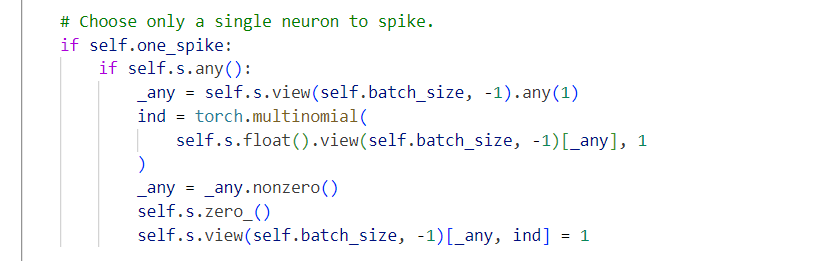 # Choose only a single neuron to spike.
if self.one_spike:
if self.s.any():
_any = self.s.view(self.batch_size, -1).any(1)
ind = torch.multinomial(
self.s.float().view(self.batch_size, -1)[_any], 1
)
_any = _any.nonzero()
self.s.zero_()
self.s.view(self.batch_size, -1)[_any, ind] = 1